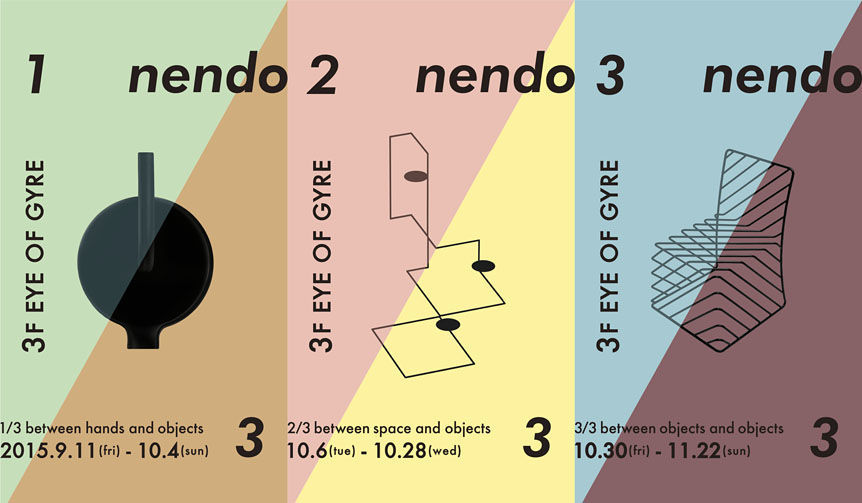 1
nendo
3F EYE OF GYRE
1/3 between hands and objects
2015.9.11(fri) - 10.4(sun)
3
2
nendo
3F EYE OF GYRE
2/3 between space and objects
10.6(tue) - 10.28(wed)
3
3
nendo
3F EYE OF GYRE
3/3 between objects and objects
10.30(fri) - 11.22(sun)
3